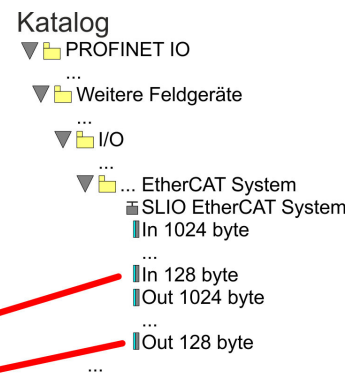 Katalog
PROFINET IO
...
Weitere Feldgeräte
...
I/O
...
... EtherCAT System
SLIO EtherCAT System
In 1024 byte
...
In 128 byte
Out 1024 byte
...
Out 128 byte
...